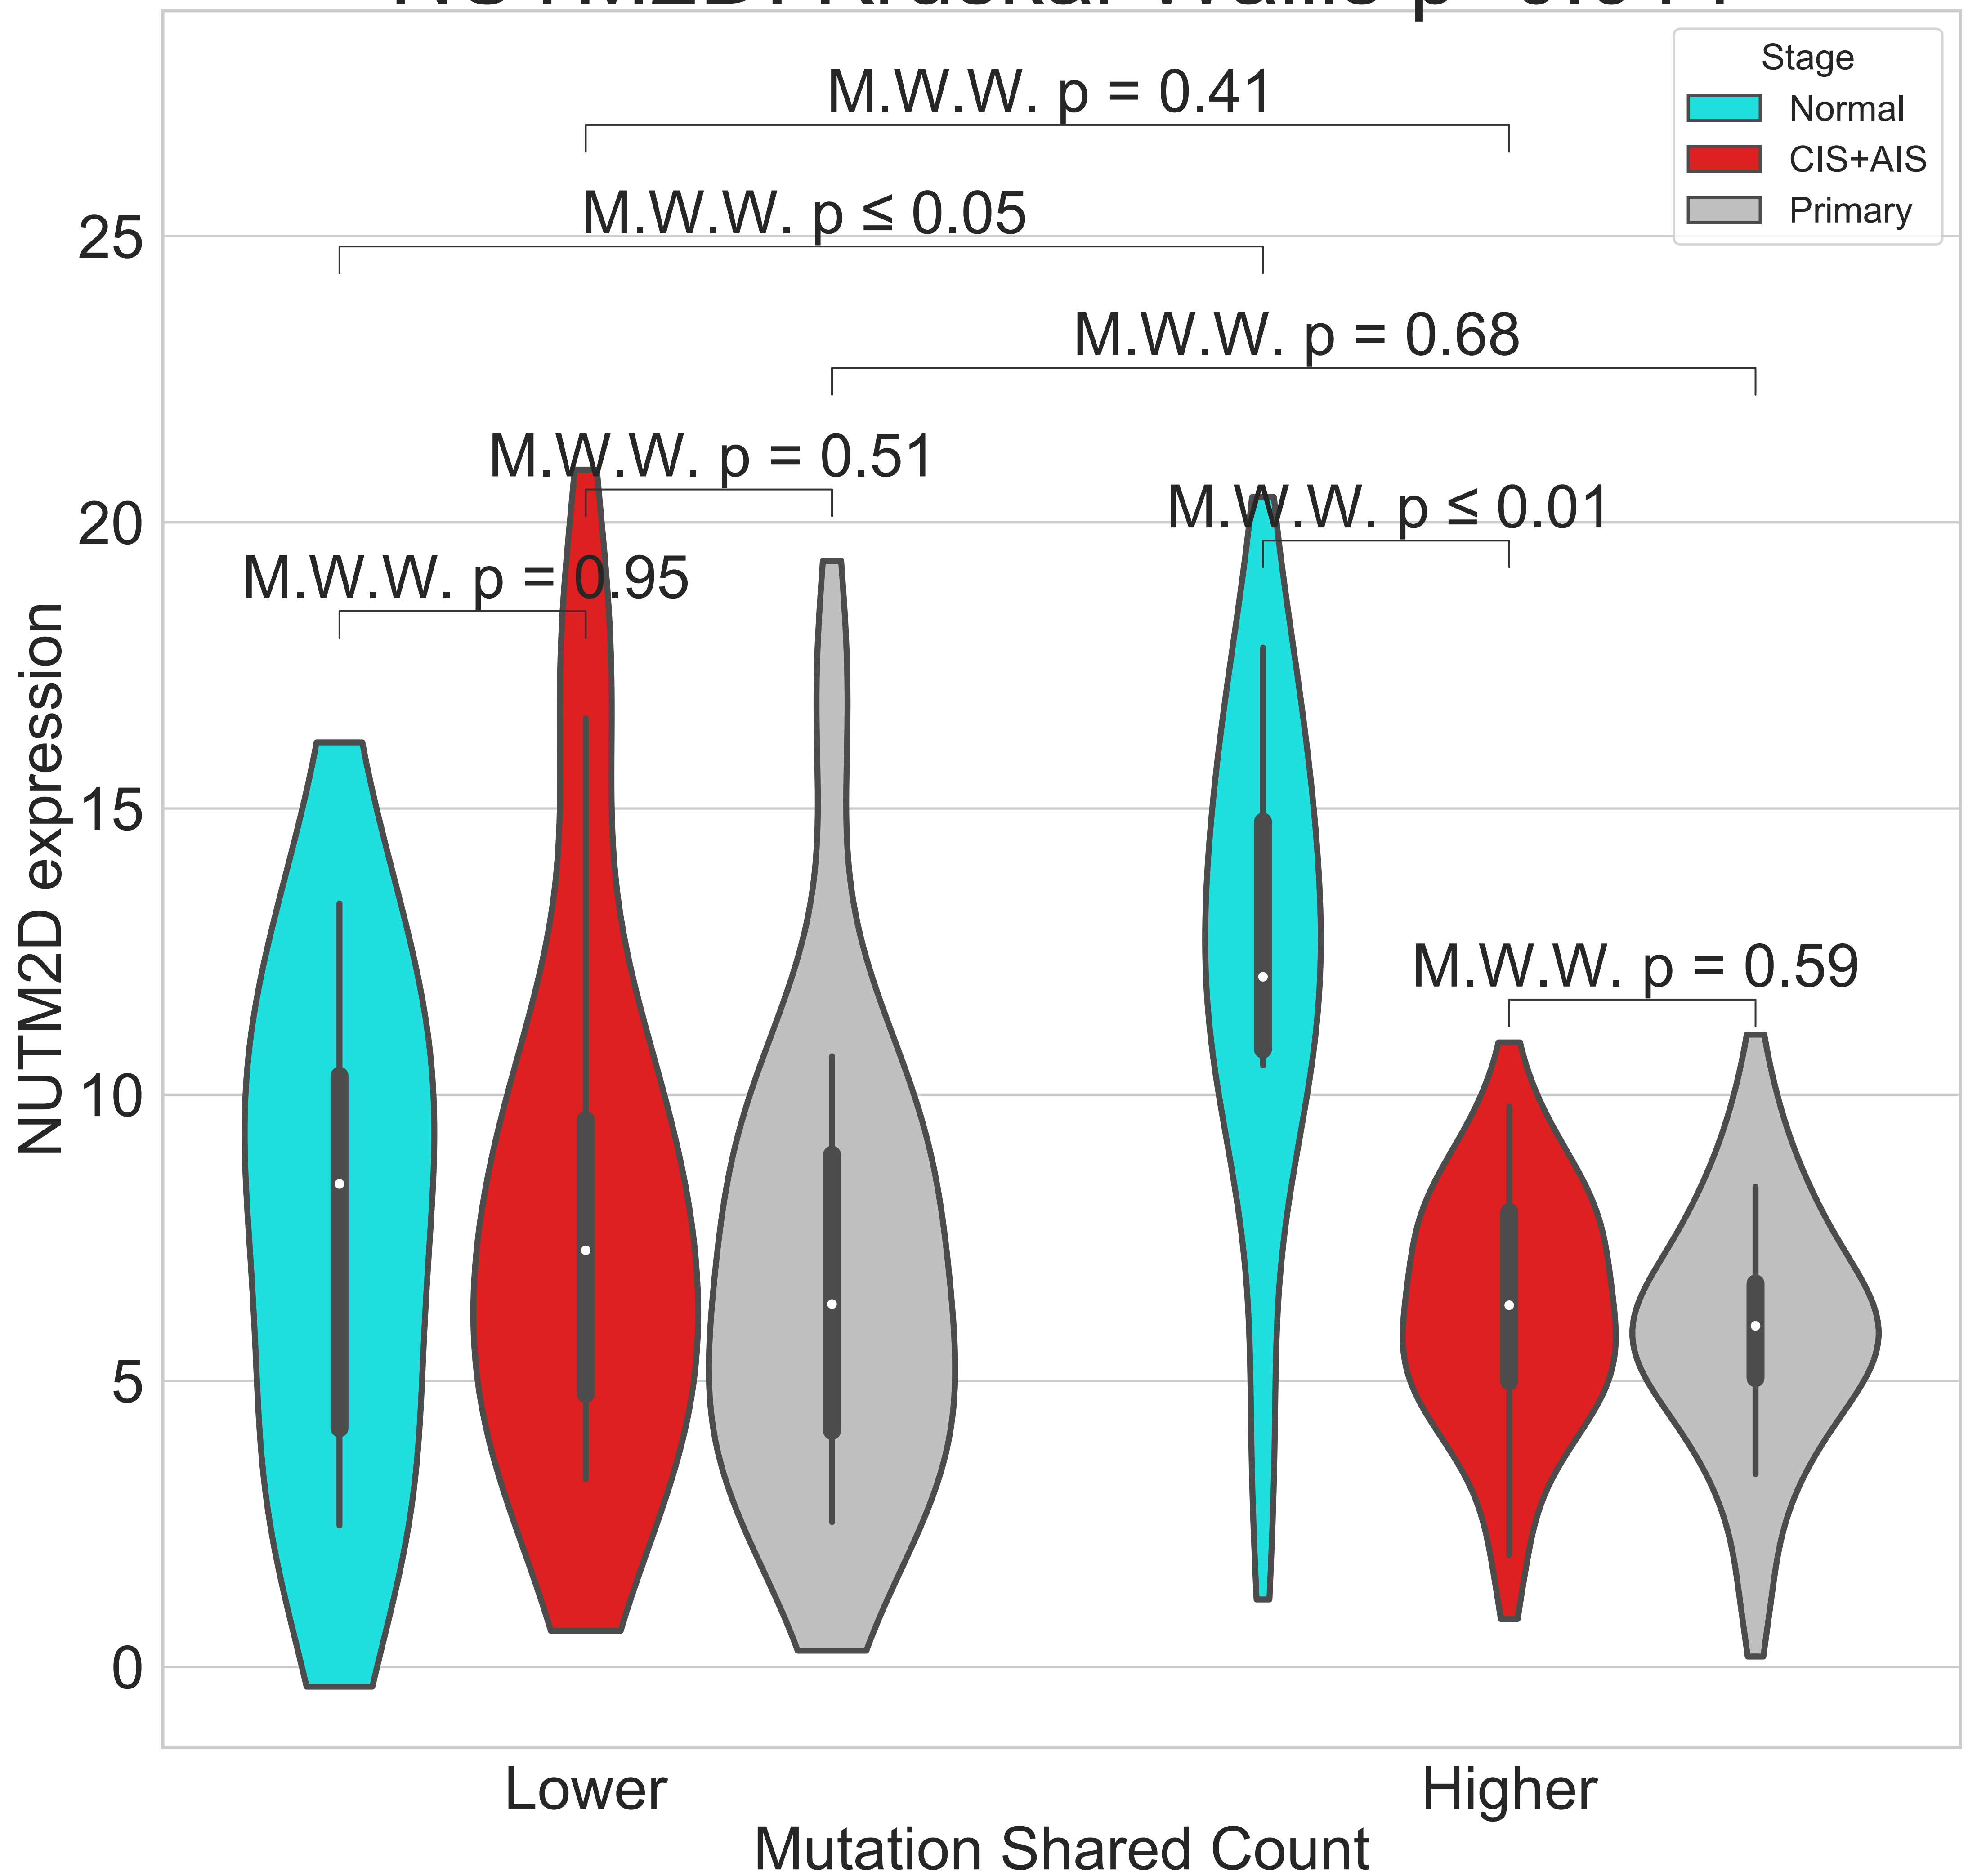 Stage
Normal
CIS+AIS
Primary
M.W.W. p = 0.41
M.W.W. p ≤ 0.05
M.W.W. p = 0.68
M.W.W. p = 0.51
M.W.W. p ≤ 0.01
M.W.W. p = 0.95
M.W.W. p = 0.59
25
20
15
10
5
0
NUTM2D expression
Lower
Higher
Mutation Shared Count